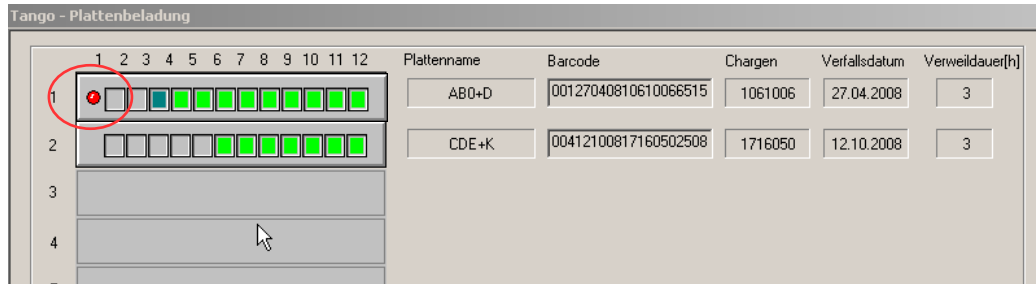 Tango - Plattenbeladung
1 2 3 4 5 6 7 8 9 10 11 12 Plattenname Barcode Chargen Verfallsdatum Verweildauer[h]
1 AB0+D 00127040810610066515 1061006 27.04.2008 3
2 CDE+K 00412100817160502508 1716050 12.10.2008 3
3
4